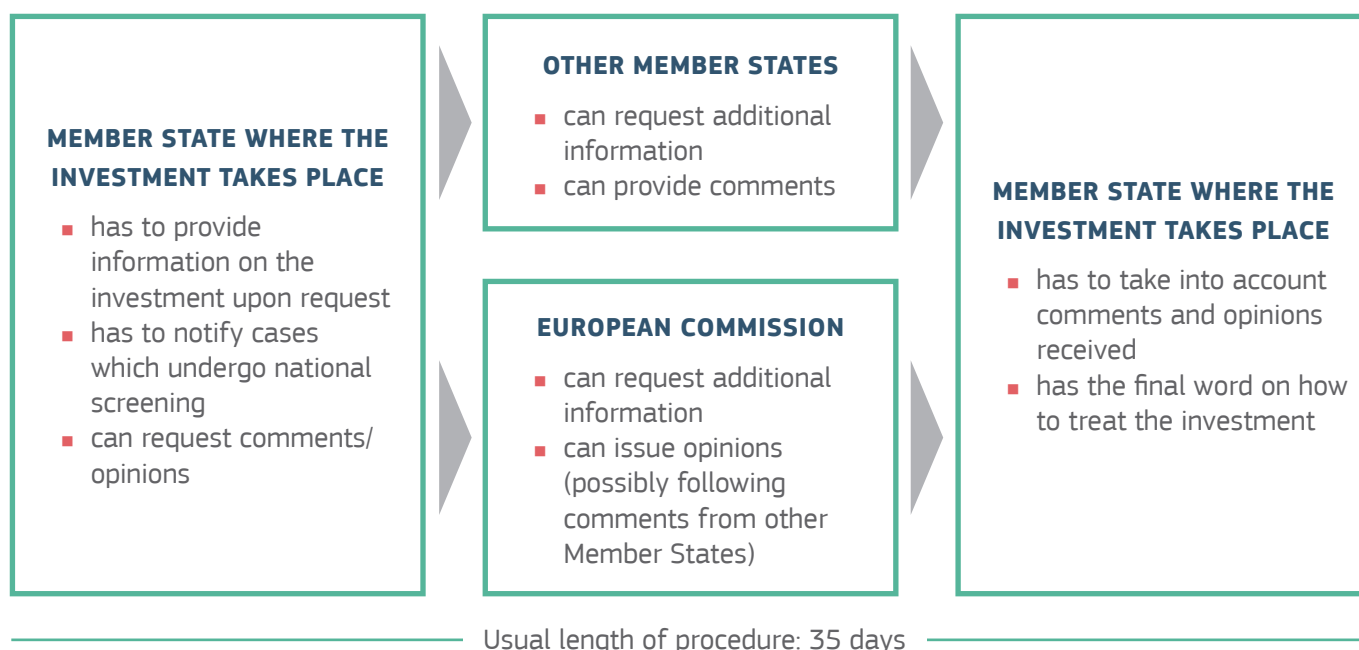 MEMBER STATE WHERE THE
INVESTMENT TAKES PLACE
has to provide
information on the
investment upon request
has to notify cases
which undergo national
screening
can request comments/
opinions
OTHER MEMBER STATES
can request additional
information
can provide comments
EUROPEAN COMMISSION
can request additional
information
can issue opinions
(possibly following
comments from other
Member States)
MEMBER STATE WHERE THE
INVESTMENT TAKES PLACE
has to take into account
comments and opinions
received
has the final word on how
to treat the investment
Usual length of procedure: 35 days